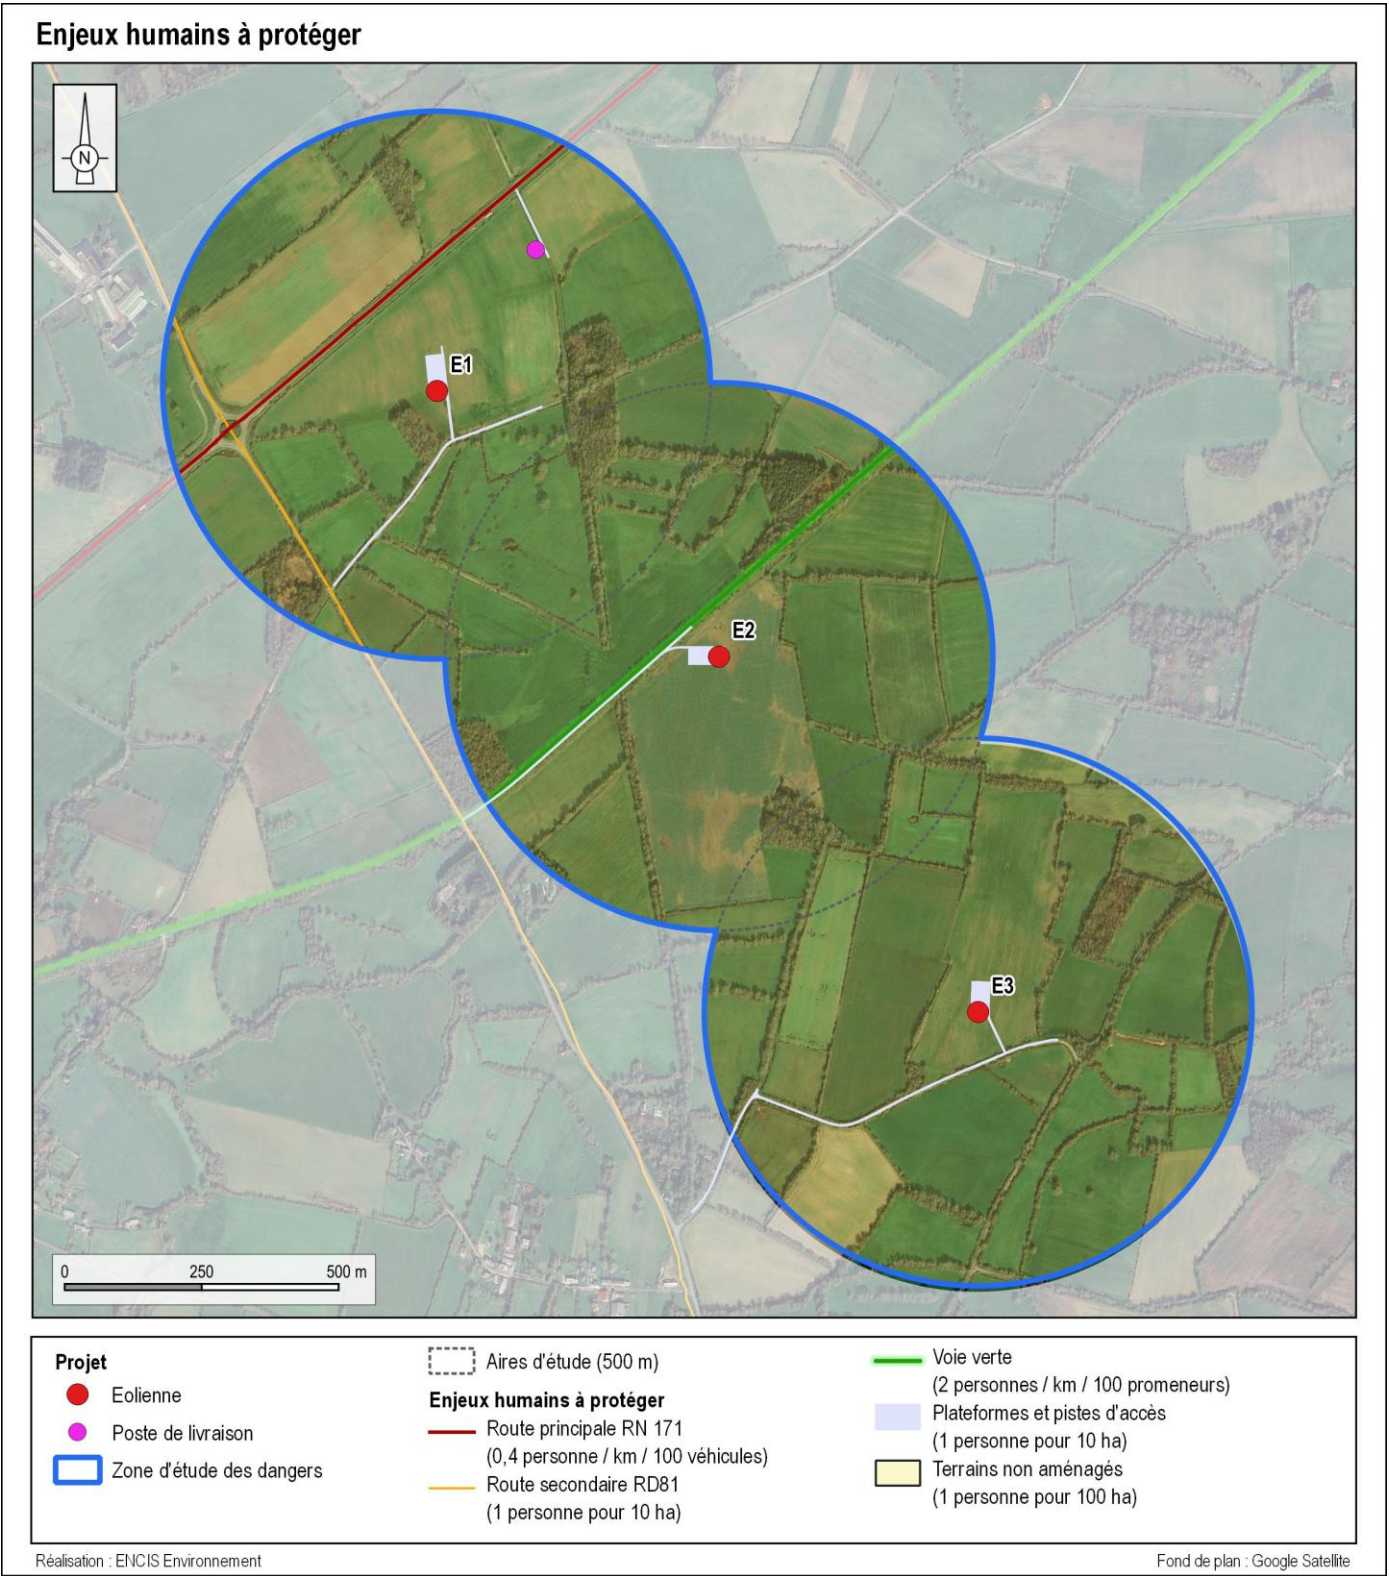 Enjeux humains à protéger
N
E1
E2
E3
0 250 500 m
Projet
Eolienne
Poste de livraison
Zone d'étude des dangers
Aires d'étude (500 m)
Enjeux humains à protéger
Route principale RN 171
(0,4 personne / km / 100 véhicules)
Route secondaire RD81
(1 personne pour 10 ha)
Voie verte
(2 personnes / km / 100 promeneurs)
Plateformes et pistes d'accès
(1 personne pour 10 ha)
Terrains non aménagés
(1 personne pour 100 ha)
Réalisation : ENCIS Environnement
Fond de plan : Google Satellite